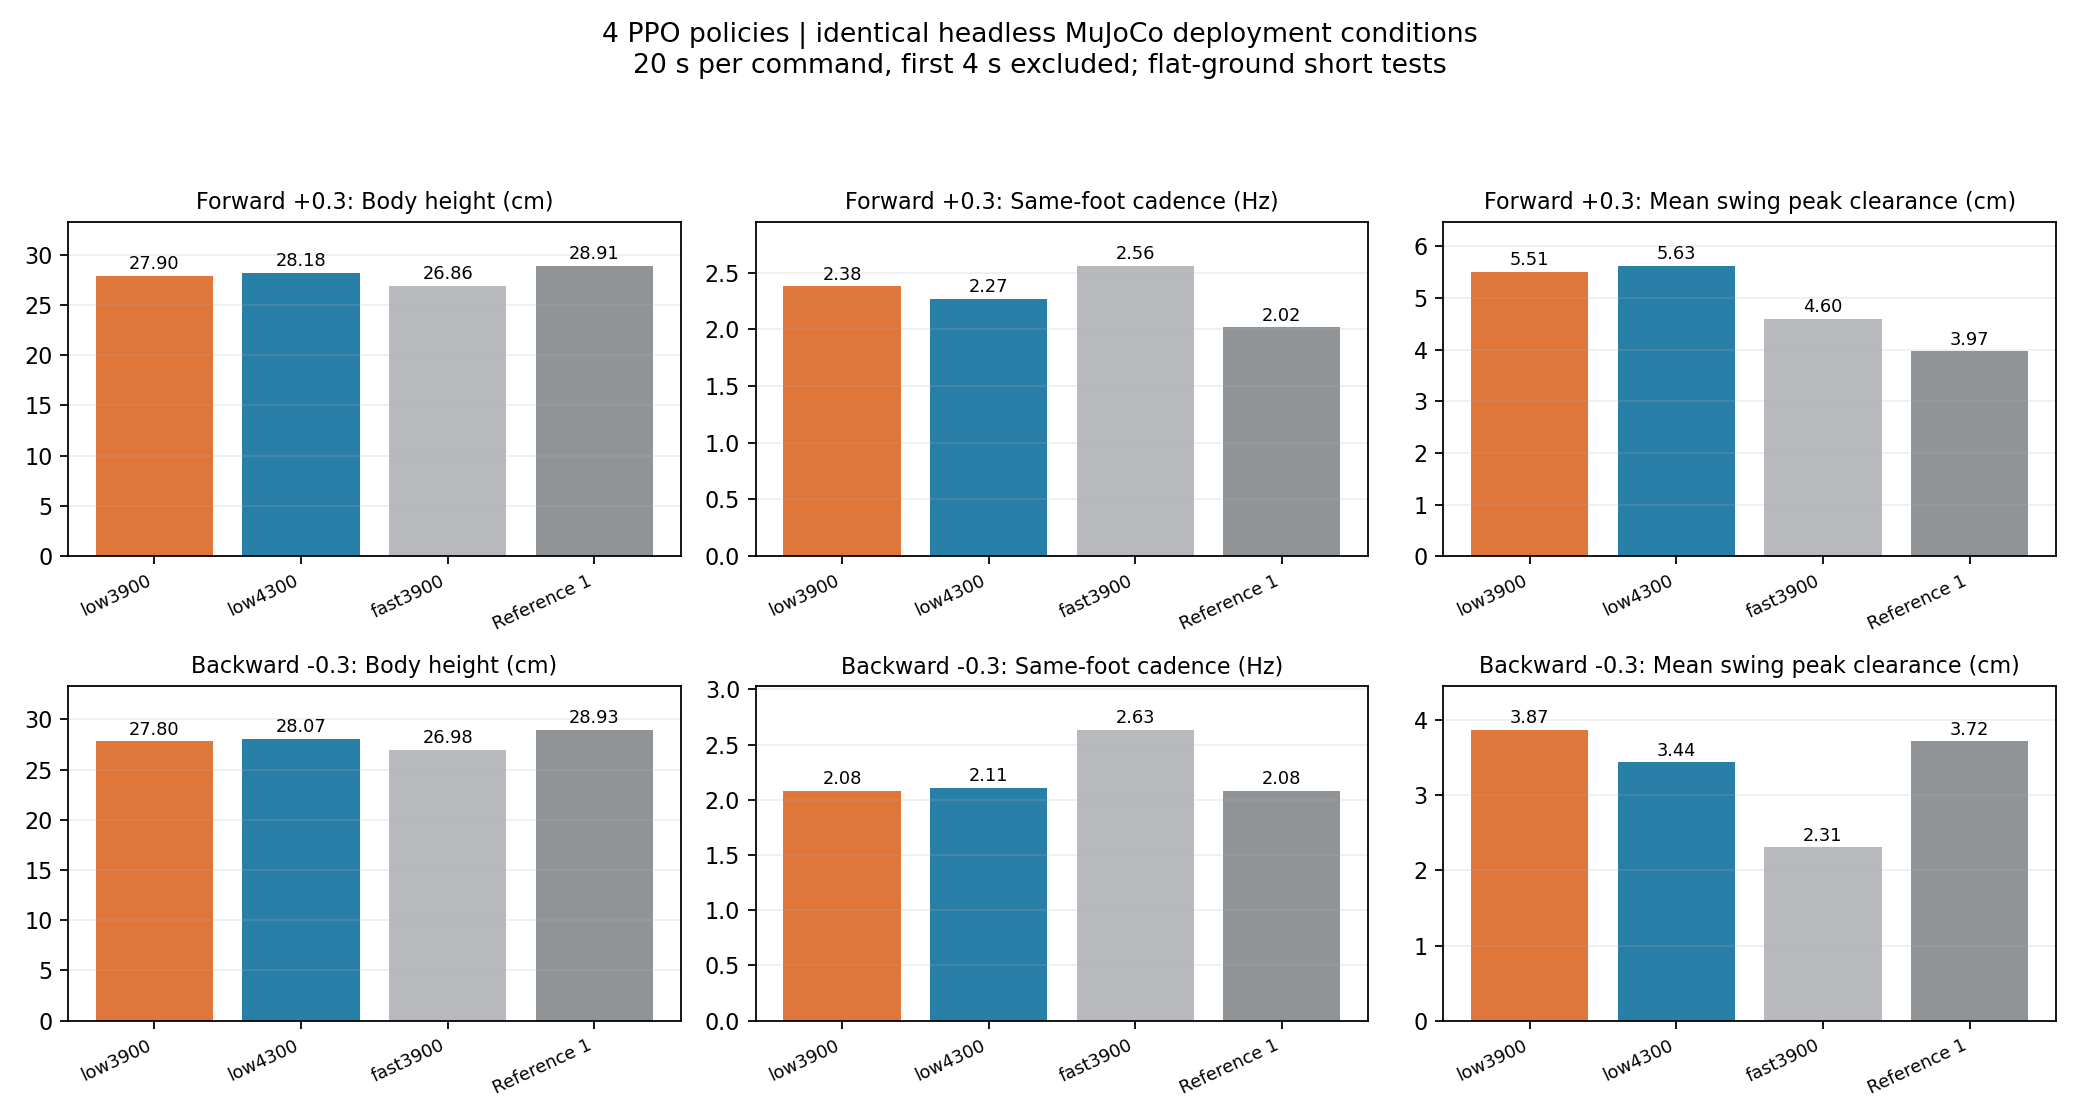 4 PPO policies | identical headless MuJoCo deployment conditions
20 s per command, first 4 s excluded; flat-ground short tests
Forward +0.3: Body height (cm)
30
25
20
15
10
5
0
27.90
28.18
26.86
28.91
low3900
low4300
fast3900
Reference 1
Forward +0.3: Same-foot cadence (Hz)
2.5
2.0
1.5
1.0
0.5
0.0
2.38
2.27
2.56
2.02
low3900
low4300
fast3900
Reference 1
Forward +0.3: Mean swing peak clearance (cm)
6
5
4
3
2
1
0
5.51
5.63
4.60
3.97
low3900
low4300
fast3900
Reference 1
Backward -0.3: Body height (cm)
30
25
20
15
10
5
0
27.80
28.07
26.98
28.93
low3900
low4300
fast3900
Reference 1
Backward -0.3: Same-foot cadence (Hz)
3.0
2.5
2.0
1.5
1.0
0.5
0.0
2.08
2.11
2.63
2.08
low3900
low4300
fast3900
Reference 1
Backward -0.3: Mean swing peak clearance (cm)
4
3
2
1
0
3.87
3.44
2.31
3.72
low3900
low4300
fast3900
Reference 1